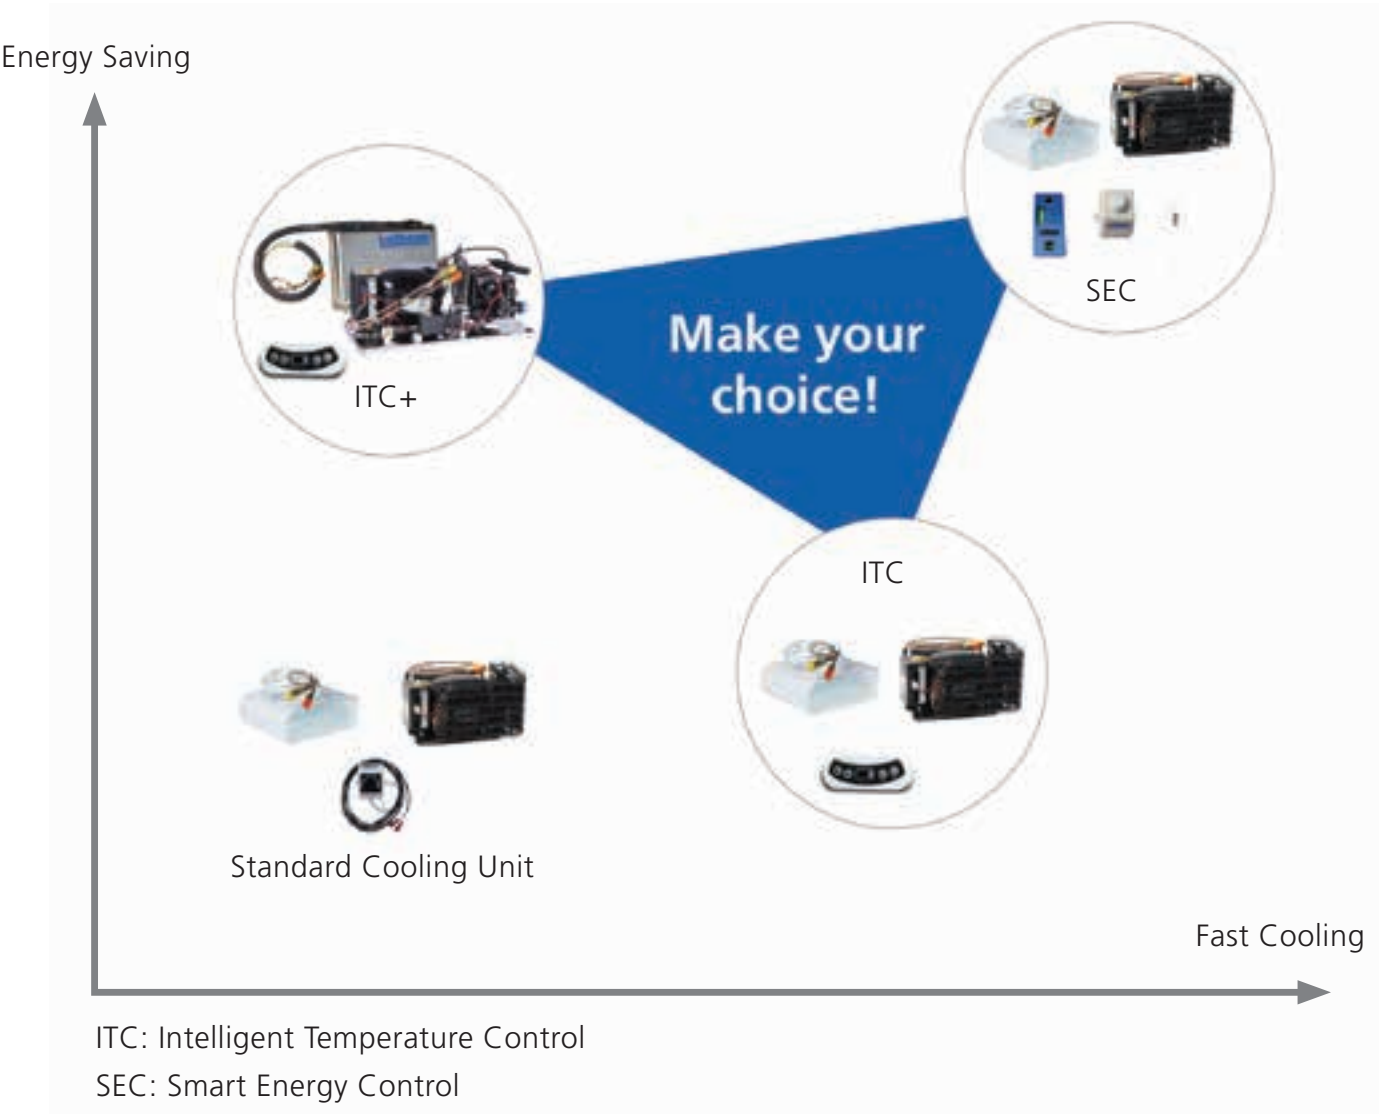 Energy Saving
SEC
Make your
choice!
ITC+
ITC
Standard Cooling Unit
Fast Cooling
ITC: Intelligent Temperature Control
SEC: Smart Energy Control